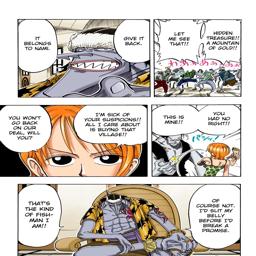 HIDDEN
TREASURE!!
A
MOUNTAIN
OF GOLD!!
LET
ME SEE
THAT!!
GIVE IT
BACK.
IT
BELONGS
TO NAMI.
YOU
HAD NO
RIGHT!!
THIS IS
MINE!!
I'M SICK OF
YOUR SUSPICIONS!!
ALL I CARE ABOUT
IS BUYING THAT
VILLAGE!!
YOU WON'T
GO BACK
ON OUR
DEAL, WILL
YOU?
OF COURSE
NOT.
I'D SLIT MY
BELLY
BEFORE I'D
BREAK A
PROMISE.
THAT'S
THE KIND
OF FISH-
MAN I
AM!!